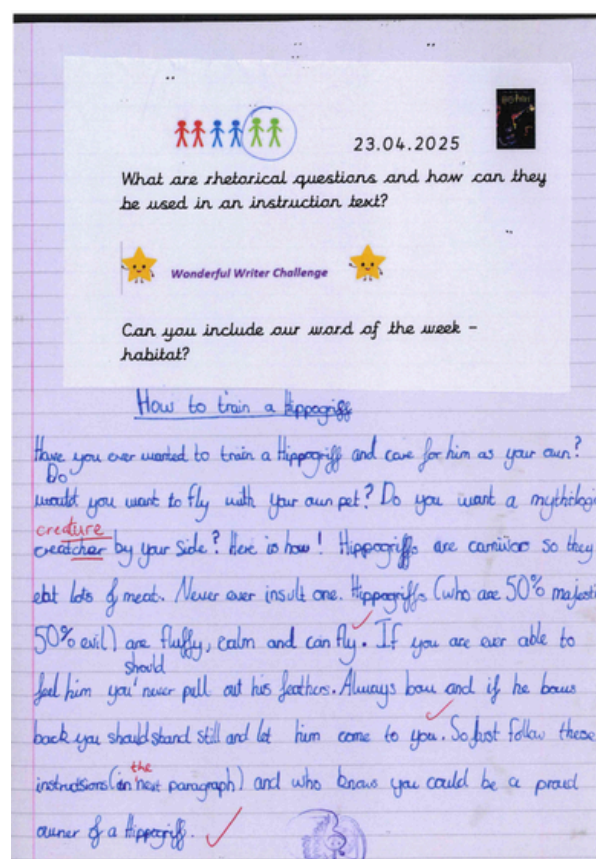 23.04.2025
What are rhetorical questions and how can they
be used in an instruction text?
Wonderful Writer Challenge
Can you include our word of the week -
habitat?
How to train a Hippogriff
Have you ever wanted to train a Hippogriff and care for him as your own?
Do
would you want to fly with your own pet? Do you want a mythologi
creature
creatcher by your side? Here is how! Hippogriffs are carnivors so they
eat lots of meat. Never ever insult one. Hippogriffs (who are 50% majesti
50% evil) are fluffy, calm and can fly. If you are ever able to
should
feel him you never pull out his feathers. Always bow and if he bows
back you should stand still and let him come to you. So just follow these
the
instructsions (in next paragraph) and who knows you could be a proud
owner of a Hippogriff.